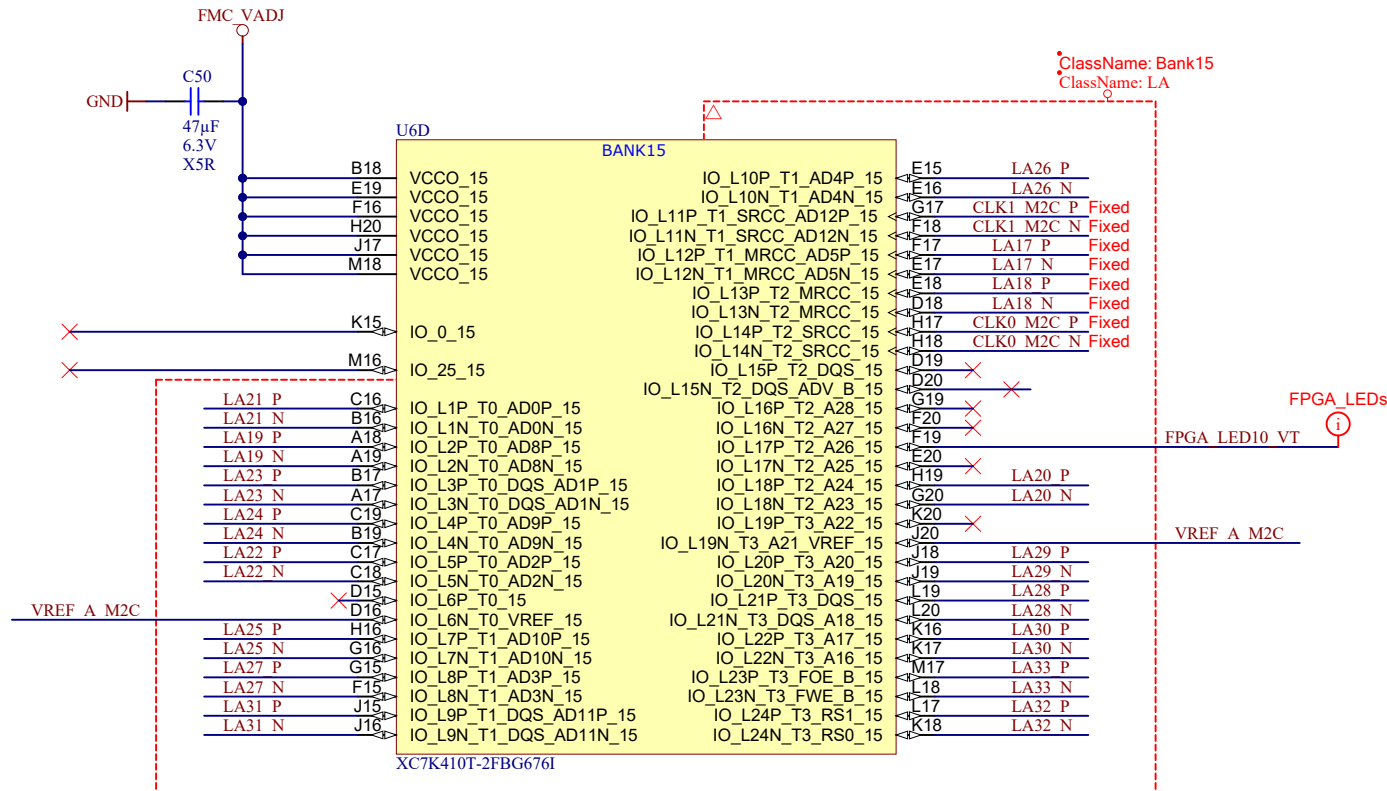 FMC_VADJ
GND
C50
47µF
6.3V
X5R
ClassName: Bank15
ClassName: LA
U6D
BANK15
B18 VCCO_15
E19 VCCO_15
F16 VCCO_15
H20 VCCO_15
J17 VCCO_15
M18 VCCO_15
K15 IO_0_15
M16 IO_25_15
LA21_P C16 IO_L1P_T0_AD0P_15
LA21_N B16 IO_L1N_T0_AD0N_15
LA19_P A18 IO_L2P_T0_AD8P_15
LA19_N A19 IO_L2N_T0_AD8N_15
LA23_P B17 IO_L3P_T0_DQS_AD1P_15
LA23_N A17 IO_L3N_T0_DQS_AD1N_15
LA24_P C19 IO_L4P_T0_AD9P_15
LA24_N B19 IO_L4N_T0_AD9N_15
LA22_P C17 IO_L5P_T0_AD2P_15
LA22_N C18 IO_L5N_T0_AD2N_15
D15 IO_L6P_T0_15
VREF_A_M2C D16 IO_L6N_T0_VREF_15
LA25_P H16 IO_L7P_T1_AD10P_15
LA25_N G16 IO_L7N_T1_AD10N_15
LA27_P G15 IO_L8P_T1_AD3P_15
LA27_N F15 IO_L8N_T1_AD3N_15
LA31_P J15 IO_L9P_T1_DQS_AD11P_15
LA31_N J16 IO_L9N_T1_DQS_AD11N_15
IO_L10P_T1_AD4P_15 E15 LA26_P
IO_L10N_T1_AD4N_15 E16 LA26_N
IO_L11P_T1_SRCC_AD12P_15 G17 CLK1_M2C_P Fixed
IO_L11N_T1_SRCC_AD12N_15 F18 CLK1_M2C_N Fixed
IO_L12P_T1_MRCC_AD5P_15 F17 LA17_P Fixed
IO_L12N_T1_MRCC_AD5N_15 E17 LA17_N Fixed
IO_L13P_T2_MRCC_15 E18 LA18_P Fixed
IO_L13N_T2_MRCC_15 D18 LA18_N Fixed
IO_L14P_T2_SRCC_15 H17 CLK0_M2C_P Fixed
IO_L14N_T2_SRCC_15 H18 CLK0_M2C_N Fixed
IO_L15P_T2_DQS_15 D19
IO_L15N_T2_DQS_ADV_B_15 D20
IO_L16P_T2_A28_15 G19
IO_L16N_T2_A27_15 F20
FPGA_LEDs
i
IO_L17P_T2_A26_15 F19 FPGA_LED10_VT
IO_L17N_T2_A25_15 E20
IO_L18P_T2_A24_15 H19 LA20_P
IO_L18N_T2_A23_15 G20 LA20_N
IO_L19P_T3_A22_15 K20
IO_L19N_T3_A21_VREF_15 J20 VREF_A_M2C
IO_L20P_T3_A20_15 J18 LA29_P
IO_L20N_T3_A19_15 J19 LA29_N
IO_L21P_T3_DQS_15 L19 LA28_P
IO_L21N_T3_DQS_A18_15 L20 LA28_N
IO_L22P_T3_A17_15 K16 LA30_P
IO_L22N_T3_A16_15 K17 LA30_N
IO_L23P_T3_FOE_B_15 M17 LA33_P
IO_L23N_T3_FWE_B_15 L18 LA33_N
IO_L24P_T3_RS1_15 L17 LA32_P
IO_L24N_T3_RS0_15 K18 LA32_N
XC7K410T-2FBG676I